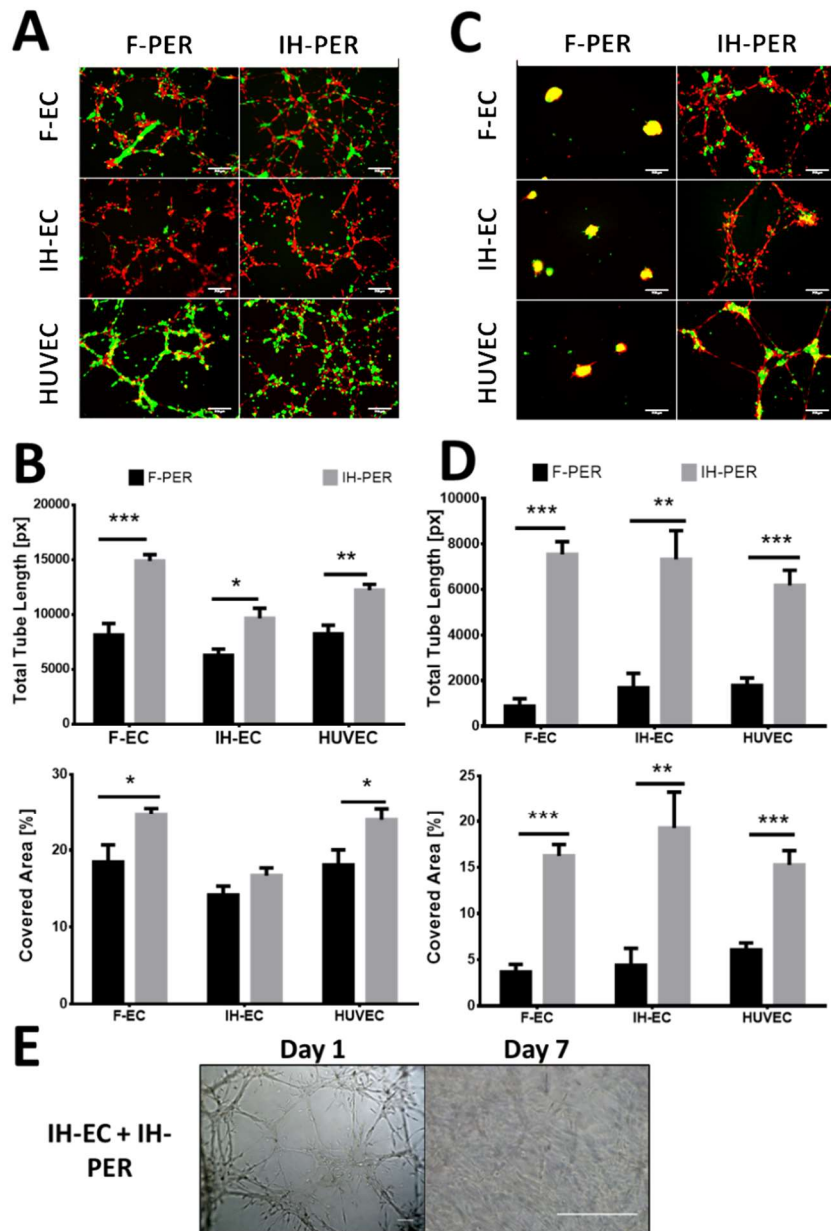 A
F-PER IH-PER
F-EC
IH-EC
HUVEC
C
F-PER IH-PER
F-EC
IH-EC
HUVEC
B
F-PER IH-PER
Total Tube Length [px]
20000
15000
10000
5000
0
***
*
**
F-EC IH-EC HUVEC
Covered Area [%]
30
20
10
0
*
*
F-EC IH-EC HUVEC
D
F-PER IH-PER
Total Tube Length [px]
10000
8000
6000
4000
2000
0
***
**
***
F-EC IH-EC HUVEC
Covered Area [%]
25
20
15
10
5
0
***
**
***
F-EC IH-EC HUVEC
E
Day 1 Day 7
IH-EC + IH-
PER